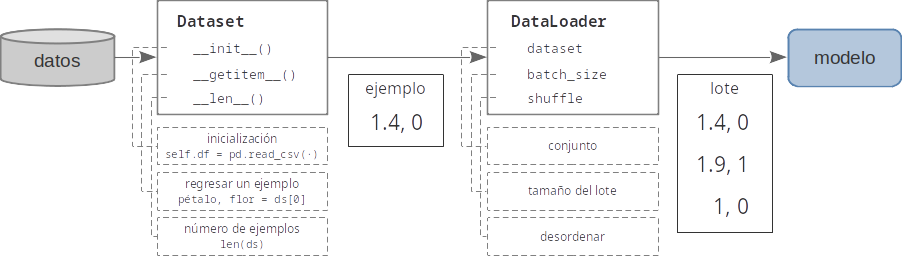 datos
Dataset
__init__()
__getitem__()
__len__()
inicialización
self.df = pd.read_csv(·)
regresar un ejemplo
pétalo, flor = ds[0]
número de ejemplos
len(ds)
ejemplo
1.4, 0
DataLoader
dataset
batch_size
shuffle
conjunto
tamaño del lote
desordenar
lote
1.4, 0
1.9, 1
1, 0
modelo